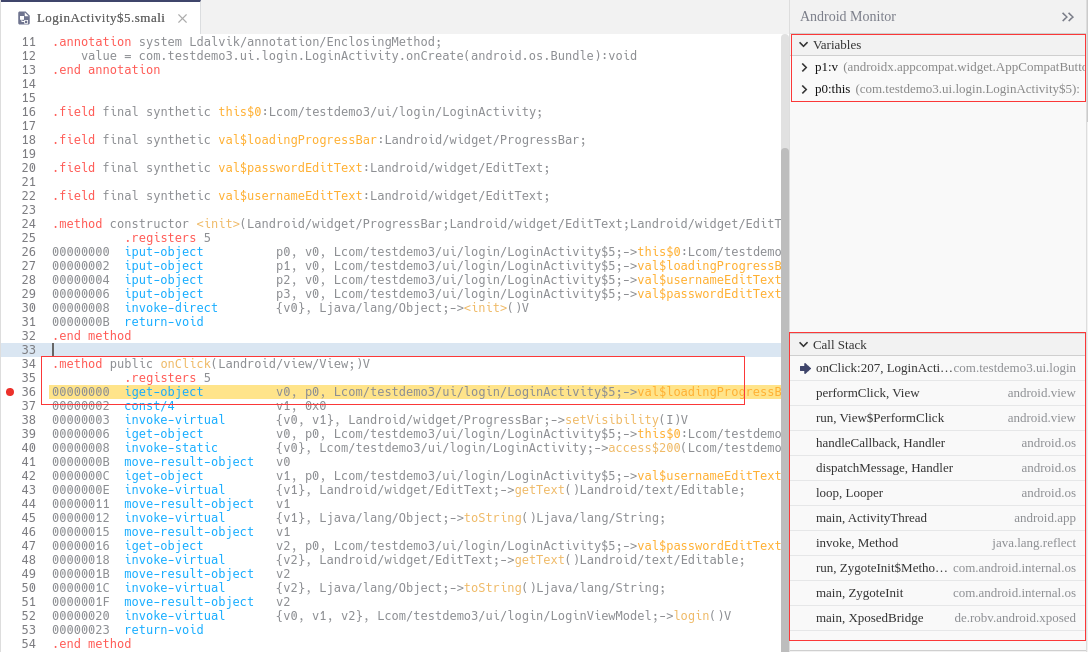 LoginActivity$5.smali
11 .annotation system Ldalvik/annotation/EnclosingMethod;
12 value = com.testdemo3.ui.login.LoginActivity.onCreate(android.os.Bundle):void
13 .end annotation
14
15
16 .field final synthetic this$0:Lcom/testdemo3/ui/login/LoginActivity;
17
18 .field final synthetic val$loadingProgressBar:Landroid/widget/ProgressBar;
19
20 .field final synthetic val$passwordEditText:Landroid/widget/EditText;
21
22 .field final synthetic val$usernameEditText:Landroid/widget/EditText;
23
24 .method constructor <init>(Landroid/widget/ProgressBar;Landroid/widget/EditText;Landroid/widget/EditT
25 .registers 5
26 00000000 iput-object p0, v0, Lcom/testdemo3/ui/login/LoginActivity$5;->this$0:Lcom/testdemo
27 00000002 iput-object p1, v0, Lcom/testdemo3/ui/login/LoginActivity$5;->val$loadingProgressB
28 00000004 iput-object p2, v0, Lcom/testdemo3/ui/login/LoginActivity$5;->val$usernameEditText
29 00000006 iput-object p3, v0, Lcom/testdemo3/ui/login/LoginActivity$5;->val$passwordEditText
30 00000008 invoke-direct {v0}, Ljava/lang/Object;-><init>()V
31 0000000B return-void
32 .end method
33
34 .method public onClick(Landroid/view/View;)V
35 .registers 5
36 00000000 iget-object v0, p0, Lcom/testdemo3/ui/login/LoginActivity$5;->val$loadingProgressB
37 00000002 const/4 v1, 0x0
38 00000003 invoke-virtual {v0, v1}, Landroid/widget/ProgressBar;->setVisibility(I)V
39 00000006 iget-object v0, p0, Lcom/testdemo3/ui/login/LoginActivity$5;->this$0:Lcom/testdemo
40 00000008 invoke-static {v0}, Lcom/testdemo3/ui/login/LoginActivity;->access$200(Lcom/testdemo
41 0000000B move-result-object v0
42 0000000C iget-object v1, p0, Lcom/testdemo3/ui/login/LoginActivity$5;->val$usernameEditText
43 0000000E invoke-virtual {v1}, Landroid/widget/EditText;->getText()Landroid/text/Editable;
44 00000011 move-result-object v1
45 00000012 invoke-virtual {v1}, Ljava/lang/Object;->toString()Ljava/lang/String;
46 00000015 move-result-object v1
47 00000016 iget-object v2, p0, Lcom/testdemo3/ui/login/LoginActivity$5;->val$passwordEditText
48 00000018 invoke-virtual {v2}, Landroid/widget/EditText;->getText()Landroid/text/Editable;
49 0000001B move-result-object v2
50 0000001C invoke-virtual {v2}, Ljava/lang/Object;->toString()Ljava/lang/String;
51 0000001F move-result-object v2
52 00000020 invoke-virtual {v0, v1, v2}, Lcom/testdemo3/ui/login/LoginViewModel;->login()V
53 00000023 return-void
54 .end method
Android Monitor
Variables
p1:v (androidx.appcompat.widget.AppCompatButto
p0:this (com.testdemo3.ui.login.LoginActivity$5):
Call Stack
onClick:207, LoginActi…com.testdemo3.ui.login
performClick, View android.view
run, View$PerformClick android.view
handleCallback, Handler android.os
dispatchMessage, Handler android.os
loop, Looper android.os
main, ActivityThread android.app
invoke, Method java.lang.reflect
run, ZygoteInit$Metho… com.android.internal.os
main, ZygoteInit com.android.internal.os
main, XposedBridge de.robv.android.xposed